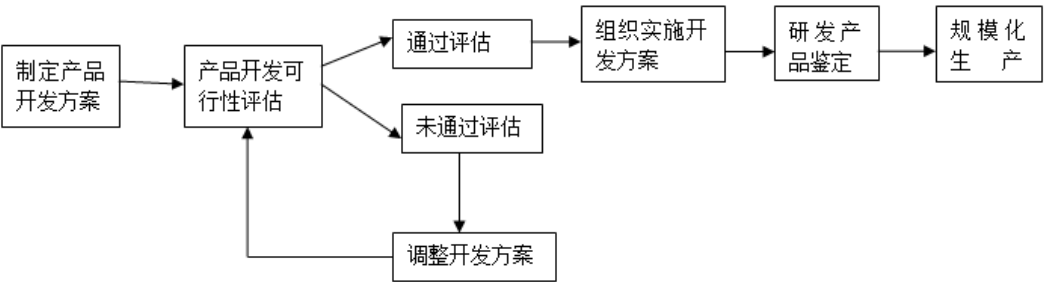 制定产品
开发方案
产品开发可
行性评估
通过评估
未通过评估
调整开发方案
组织实施开
发方案
研发产
品鉴定
规模化
生产